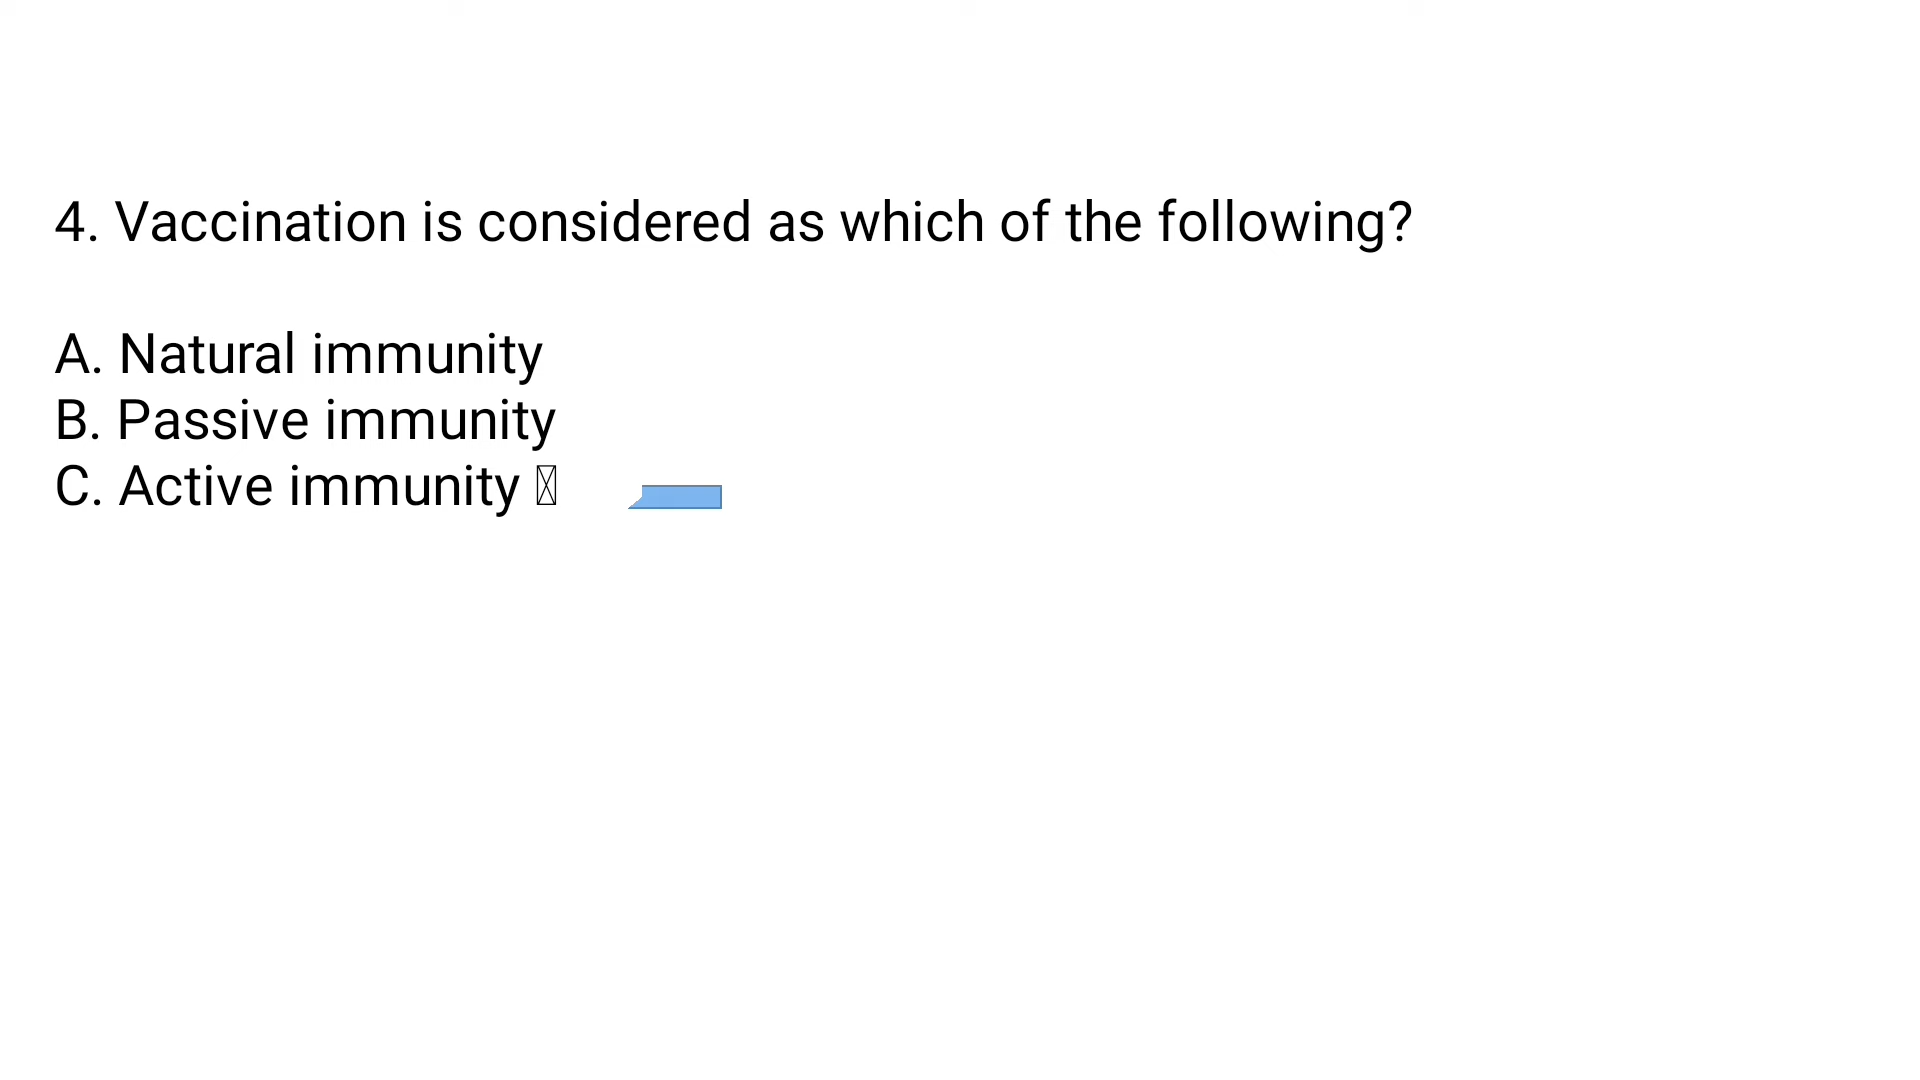 4. Vaccination is considered as which of the following?
A. Natural immunity
B. Passive immunity
C. Active immunity